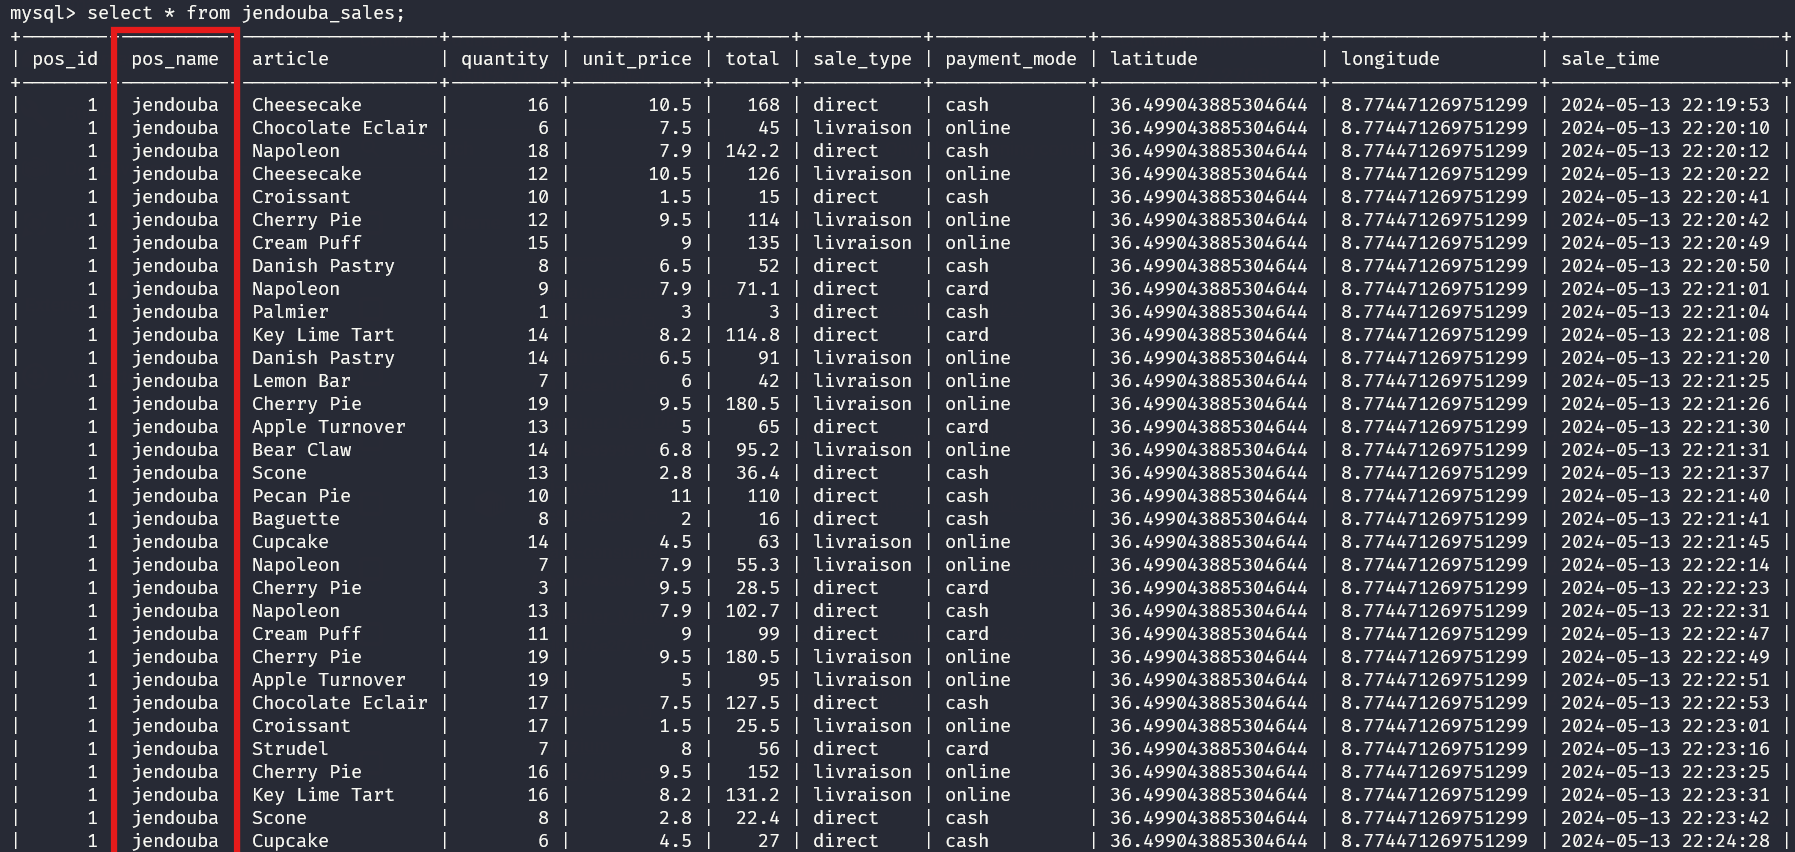 mysql> select * from jendouba_sales;
| pos_id | pos_name | article | quantity | unit_price | total | sale_type | payment_mode | latitude | longitude | sale_time |
| 1 | jendouba | Cheesecake | 16 | 10.5 | 168 | direct | cash | 36.499043885304644 | 8.774471269751299 | 2024-05-13 22:19:53 |
| 1 | jendouba | Chocolate Eclair | 6 | 7.5 | 45 | livraison | online | 36.499043885304644 | 8.774471269751299 | 2024-05-13 22:20:10 |
| 1 | jendouba | Napoleon | 18 | 7.9 | 142.2 | direct | cash | 36.499043885304644 | 8.774471269751299 | 2024-05-13 22:20:12 |
| 1 | jendouba | Cheesecake | 12 | 10.5 | 126 | livraison | online | 36.499043885304644 | 8.774471269751299 | 2024-05-13 22:20:22 |
| 1 | jendouba | Croissant | 10 | 1.5 | 15 | direct | cash | 36.499043885304644 | 8.774471269751299 | 2024-05-13 22:20:41 |
| 1 | jendouba | Cherry Pie | 12 | 9.5 | 114 | livraison | online | 36.499043885304644 | 8.774471269751299 | 2024-05-13 22:20:42 |
| 1 | jendouba | Cream Puff | 15 | 9 | 135 | livraison | online | 36.499043885304644 | 8.774471269751299 | 2024-05-13 22:20:49 |
| 1 | jendouba | Danish Pastry | 8 | 6.5 | 52 | direct | cash | 36.499043885304644 | 8.774471269751299 | 2024-05-13 22:20:50 |
| 1 | jendouba | Napoleon | 9 | 7.9 | 71.1 | direct | card | 36.499043885304644 | 8.774471269751299 | 2024-05-13 22:21:01 |
| 1 | jendouba | Palmier | 1 | 3 | 3 | direct | cash | 36.499043885304644 | 8.774471269751299 | 2024-05-13 22:21:04 |
| 1 | jendouba | Key Lime Tart | 14 | 8.2 | 114.8 | direct | card | 36.499043885304644 | 8.774471269751299 | 2024-05-13 22:21:08 |
| 1 | jendouba | Danish Pastry | 14 | 6.5 | 91 | livraison | online | 36.499043885304644 | 8.774471269751299 | 2024-05-13 22:21:20 |
| 1 | jendouba | Lemon Bar | 7 | 6 | 42 | livraison | online | 36.499043885304644 | 8.774471269751299 | 2024-05-13 22:21:25 |
| 1 | jendouba | Cherry Pie | 19 | 9.5 | 180.5 | livraison | online | 36.499043885304644 | 8.774471269751299 | 2024-05-13 22:21:26 |
| 1 | jendouba | Apple Turnover | 13 | 5 | 65 | direct | card | 36.499043885304644 | 8.774471269751299 | 2024-05-13 22:21:30 |
| 1 | jendouba | Bear Claw | 14 | 6.8 | 95.2 | livraison | online | 36.499043885304644 | 8.774471269751299 | 2024-05-13 22:21:31 |
| 1 | jendouba | Scone | 13 | 2.8 | 36.4 | direct | cash | 36.499043885304644 | 8.774471269751299 | 2024-05-13 22:21:37 |
| 1 | jendouba | Pecan Pie | 10 | 11 | 110 | direct | cash | 36.499043885304644 | 8.774471269751299 | 2024-05-13 22:21:40 |
| 1 | jendouba | Baguette | 8 | 2 | 16 | direct | cash | 36.499043885304644 | 8.774471269751299 | 2024-05-13 22:21:41 |
| 1 | jendouba | Cupcake | 14 | 4.5 | 63 | livraison | online | 36.499043885304644 | 8.774471269751299 | 2024-05-13 22:21:45 |
| 1 | jendouba | Napoleon | 7 | 7.9 | 55.3 | livraison | online | 36.499043885304644 | 8.774471269751299 | 2024-05-13 22:22:14 |
| 1 | jendouba | Cherry Pie | 3 | 9.5 | 28.5 | direct | card | 36.499043885304644 | 8.774471269751299 | 2024-05-13 22:22:23 |
| 1 | jendouba | Napoleon | 13 | 7.9 | 102.7 | direct | cash | 36.499043885304644 | 8.774471269751299 | 2024-05-13 22:22:31 |
| 1 | jendouba | Cream Puff | 11 | 9 | 99 | direct | card | 36.499043885304644 | 8.774471269751299 | 2024-05-13 22:22:47 |
| 1 | jendouba | Cherry Pie | 19 | 9.5 | 180.5 | livraison | online | 36.499043885304644 | 8.774471269751299 | 2024-05-13 22:22:49 |
| 1 | jendouba | Apple Turnover | 19 | 5 | 95 | livraison | online | 36.499043885304644 | 8.774471269751299 | 2024-05-13 22:22:51 |
| 1 | jendouba | Chocolate Eclair | 17 | 7.5 | 127.5 | direct | cash | 36.499043885304644 | 8.774471269751299 | 2024-05-13 22:22:53 |
| 1 | jendouba | Croissant | 17 | 1.5 | 25.5 | livraison | online | 36.499043885304644 | 8.774471269751299 | 2024-05-13 22:23:01 |
| 1 | jendouba | Strudel | 7 | 8 | 56 | direct | card | 36.499043885304644 | 8.774471269751299 | 2024-05-13 22:23:16 |
| 1 | jendouba | Cherry Pie | 16 | 9.5 | 152 | livraison | online | 36.499043885304644 | 8.774471269751299 | 2024-05-13 22:23:25 |
| 1 | jendouba | Key Lime Tart | 16 | 8.2 | 131.2 | livraison | online | 36.499043885304644 | 8.774471269751299 | 2024-05-13 22:23:31 |
| 1 | jendouba | Scone | 8 | 2.8 | 22.4 | direct | cash | 36.499043885304644 | 8.774471269751299 | 2024-05-13 22:23:42 |
| 1 | jendouba | Cupcake | 6 | 4.5 | 27 | direct | cash | 36.499043885304644 | 8.774471269751299 | 2024-05-13 22:24:28 |